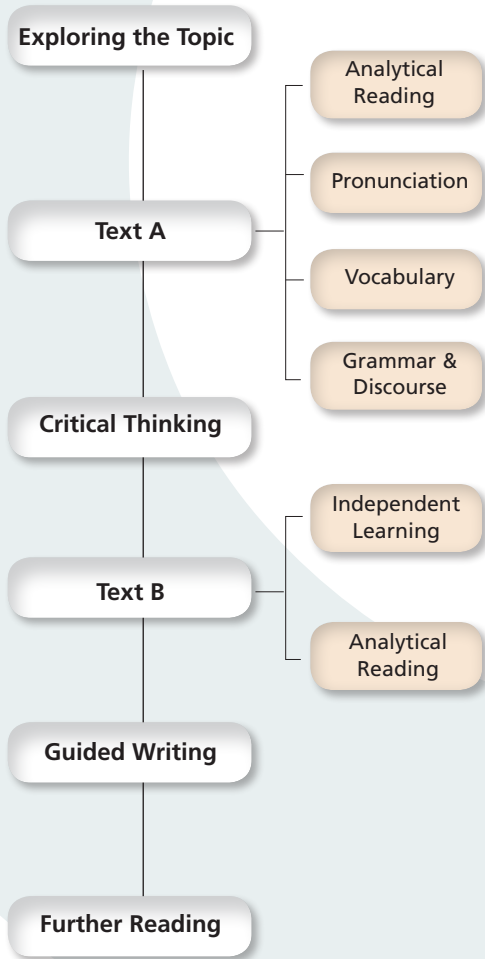 Exploring the Topic
Text A
Analytical
Reading
Pronunciation
Vocabulary
Grammar &
Discourse
Critical Thinking
Text B
Independent
Learning
Analytical
Reading
Guided Writing
Further Reading